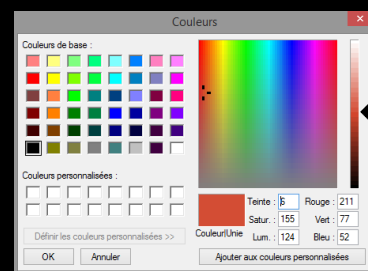 Couleurs
Couleurs de base :
Couleurs personnalisées :
Définir les couleurs personnalisées >>
OK
Annuler
Couleur|Unie
Teinte : 6
Satur. : 155
Lum. : 124
Rouge : 211
Vert : 77
Bleu : 52
Ajouter aux couleurs personnalisées